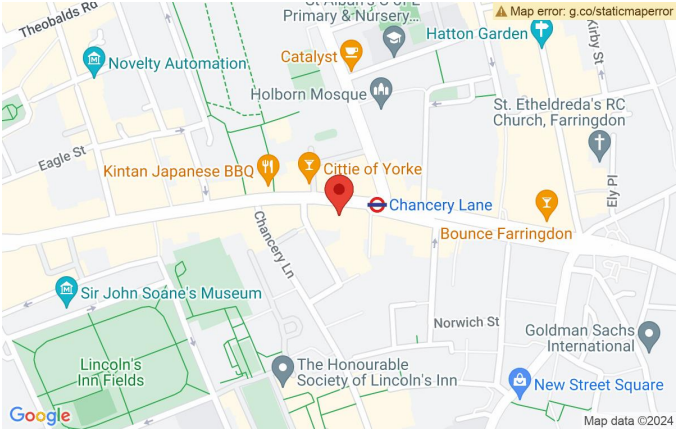 Theobalds Rd
St Alban's C of E
Primary & Nursery...
Map error: g.co/staticmaperror
Hatton Garden
Kirby St
Novelty Automation
Catalyst
Holborn Mosque
St. Etheldreda's RC
Church, Farringdon
Eagle St
Kintan Japanese BBQ
Cittie of Yorke
Ely Pl
Chancery Lane
Bounce Farringdon
Chancery Ln
Sir John Soane's Museum
Norwich St
Goldman Sachs
International
Lincoln's
Inn Fields
The Honourable
Society of Lincoln's Inn
New Street Square
Google
Map data ©2024